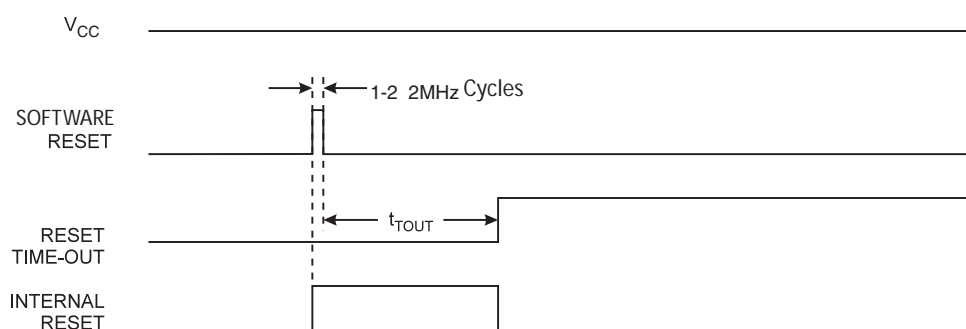 VCC
1-2 2MHz Cycles
SOFTWARE
RESET
tTOUT
RESET
TIME-OUT
INTERNAL
RESET